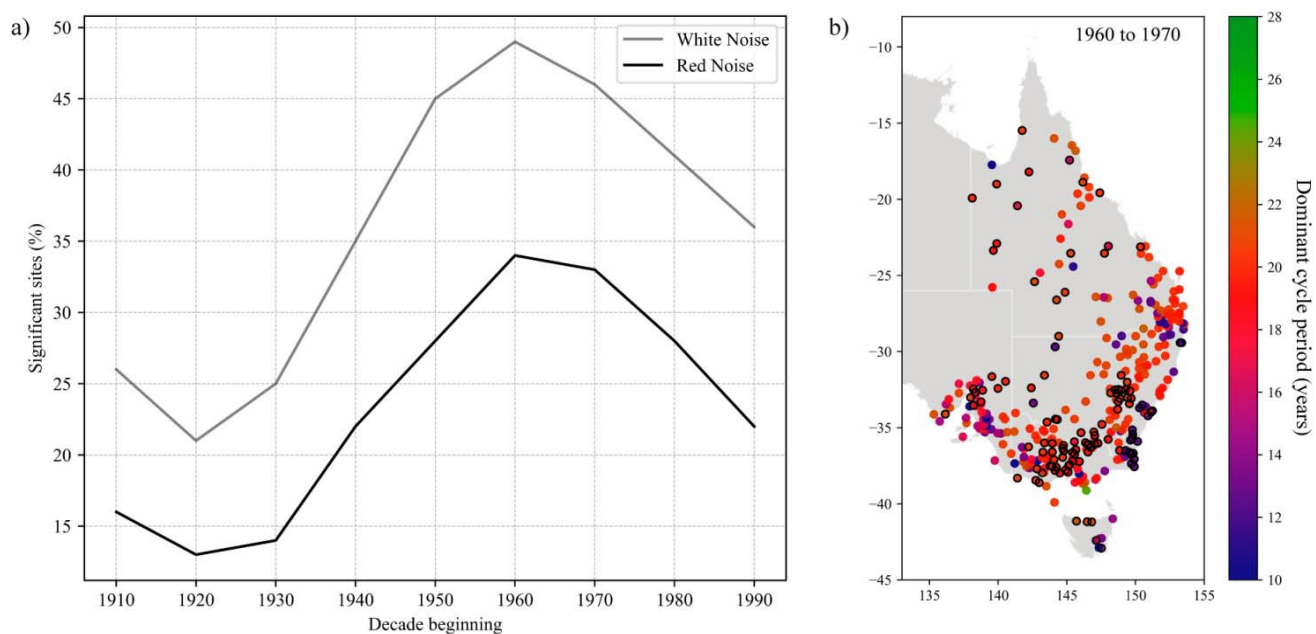 a)
White Noise
Red Noise
50
45
40
35
30
25
20
15
Significant sites (%)
1910 1920 1930 1940 1950 1960 1970 1980 1990
Decade beginning
b)
1960 to 1970
−10
−15
−20
−25
−30
−35
−40
−45
135 140 145 150 155
28
26
24
22
20
18
16
14
12
10
Dominant cycle period (years)